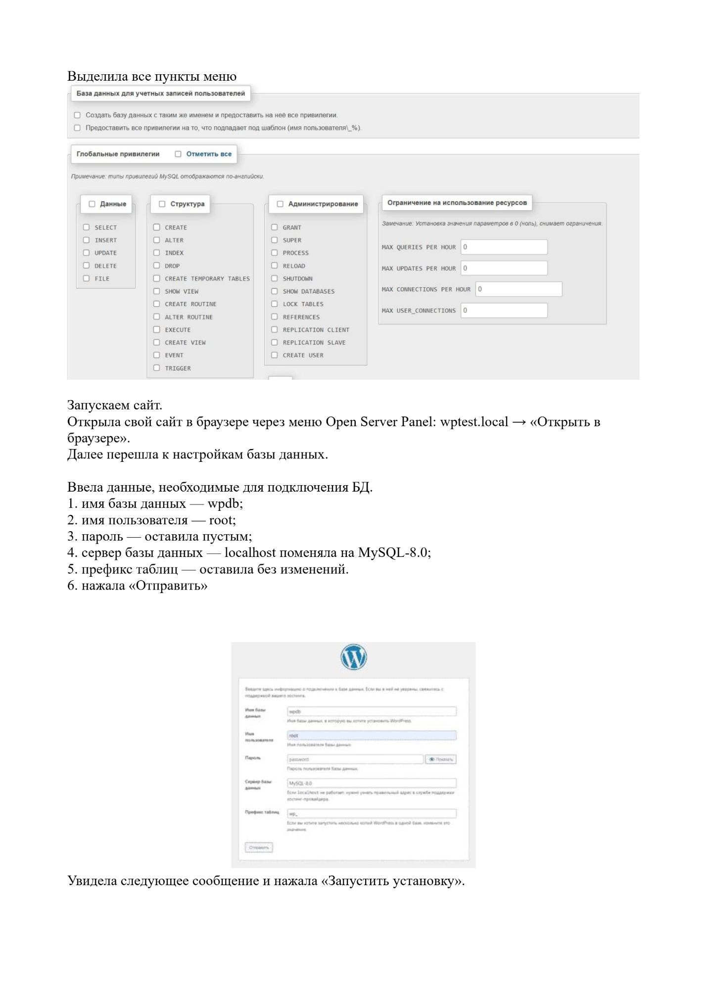 Выделила все пункты меню
База данных для учетных записей пользователей
Создать базу данных с таким же именем и предоставить на неё все привилегии.
Предоставить все привилегии на то, что подпадает под шаблон (имя пользователя\_%).
Глобальные привилегии Отметить все
Примечание: типы привилегий MySQL отображаются по-английски.
Данные
SELECT
INSERT
UPDATE
DELETE
FILE
Структура
CREATE
ALTER
INDEX
DROP
CREATE TEMPORARY TABLES
SHOW VIEW
CREATE ROUTINE
ALTER ROUTINE
EXECUTE
CREATE VIEW
EVENT
TRIGGER
Администрирование
GRANT
SUPER
PROCESS
RELOAD
SHUTDOWN
SHOW DATABASES
LOCK TABLES
REFERENCES
REPLICATION CLIENT
REPLICATION SLAVE
CREATE USER
Ограничение на использование ресурсов
Замечание: Установка значения параметров в 0 (ноль), снимает ограничения.
MAX QUERIES PER HOUR 0
MAX UPDATES PER HOUR 0
MAX CONNECTIONS PER HOUR 0
MAX USER_CONNECTIONS 0
Запускаем сайт.
Открыла свой сайт в браузере через меню Open Server Panel: wptest.local → «Открыть в
браузере».
Далее перешла к настройкам базы данных.
Ввела данные, необходимые для подключения БД.
1. имя базы данных — wpdb;
2. имя пользователя — root;
3. пароль — оставила пустым;
4. сервер базы данных — localhost поменяла на MySQL-8.0;
5. префикс таблиц — оставила без изменений.
6. нажала «Отправить»
Введите здесь информацию о подключении к базе данных. Если вы в ней не уверены, свяжитесь с
поддержкой вашего хостинга.
Имя базы
данных
wpdb
Имя базы данных, в которую вы хотите установить WordPress.
Имя
пользователя
root
Имя пользователя базы данных.
Пароль
password
Показать
Пароль пользователя базы данных.
Сервер базы
данных
MySQL-8.0
Если localhost не работает, нужно узнать правильный адрес в службе поддержки
хостинг-провайдера.
Префикс таблиц
wp_
Если вы хотите запустить несколько копий WordPress в одной базе, измените это
значение.
Отправить
Увидела следующее сообщение и нажала «Запустить установку».